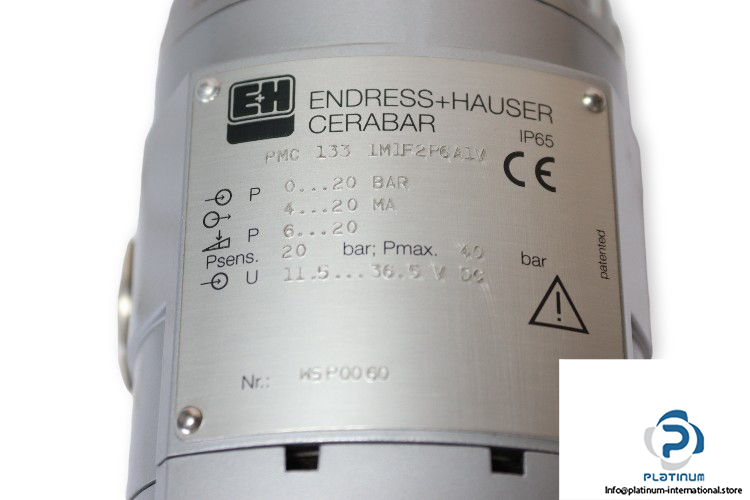 E+H
ENDRESS+HAUSER
CERABAR
IP65
PMC 133 1M1F2P6A1V
CE
P 0...20 BAR
4...20 MA
P 6...20
Psens. 20 bar; Pmax. 40 bar
U 11.5...36.5 V DC
patented
Nr.: WSP0060
PLATINUM
Info@platinum-international.store